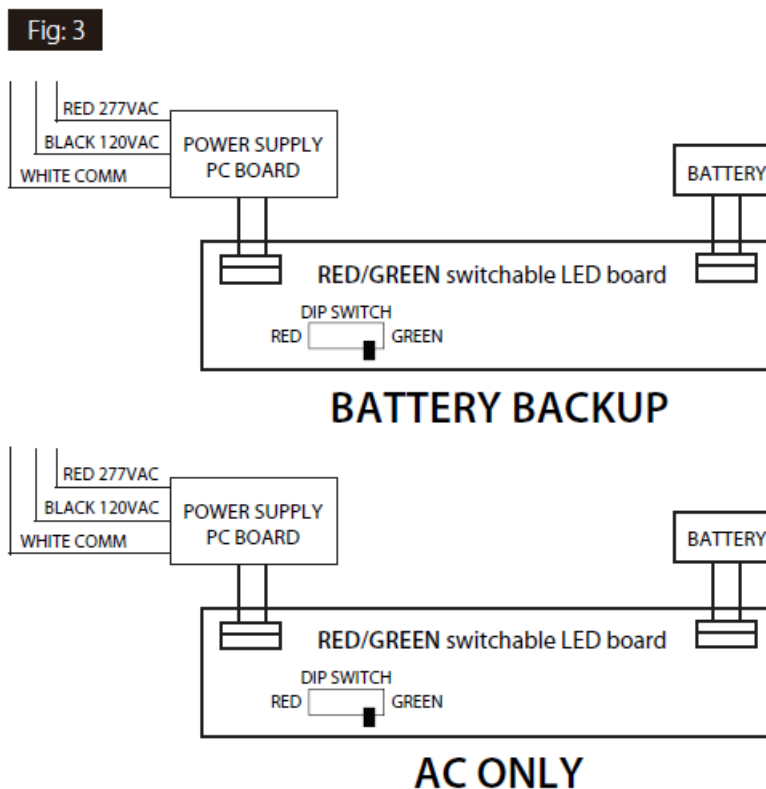 Fig: 3
RED 277VAC
BLACK 120VAC
WHITE COMM
POWER SUPPLY
PC BOARD
BATTERY
RED/GREEN switchable LED board
DIP SWITCH
RED
GREEN
BATTERY BACKUP
RED 277VAC
BLACK 120VAC
WHITE COMM
POWER SUPPLY
PC BOARD
BATTERY
RED/GREEN switchable LED board
DIP SWITCH
RED
GREEN
AC ONLY